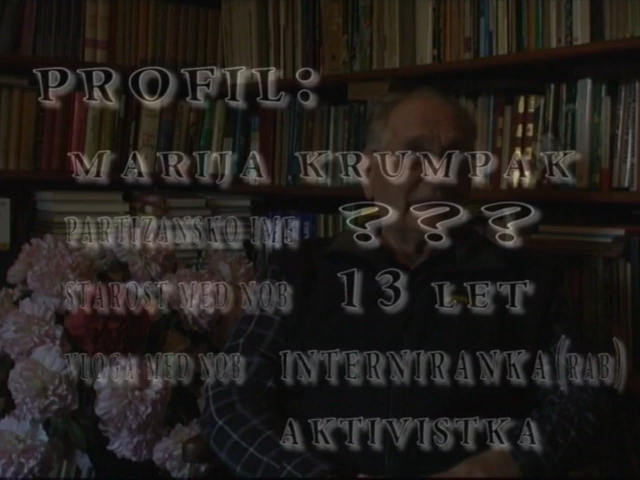 PROFIL:
MARIJA KRUMPAK
PARTIZANSKO IME ???
STAROST MED NOB 13 LET
VLOGA MED NOB INTERNIRANKA(RAB)
AKTIVISTKA